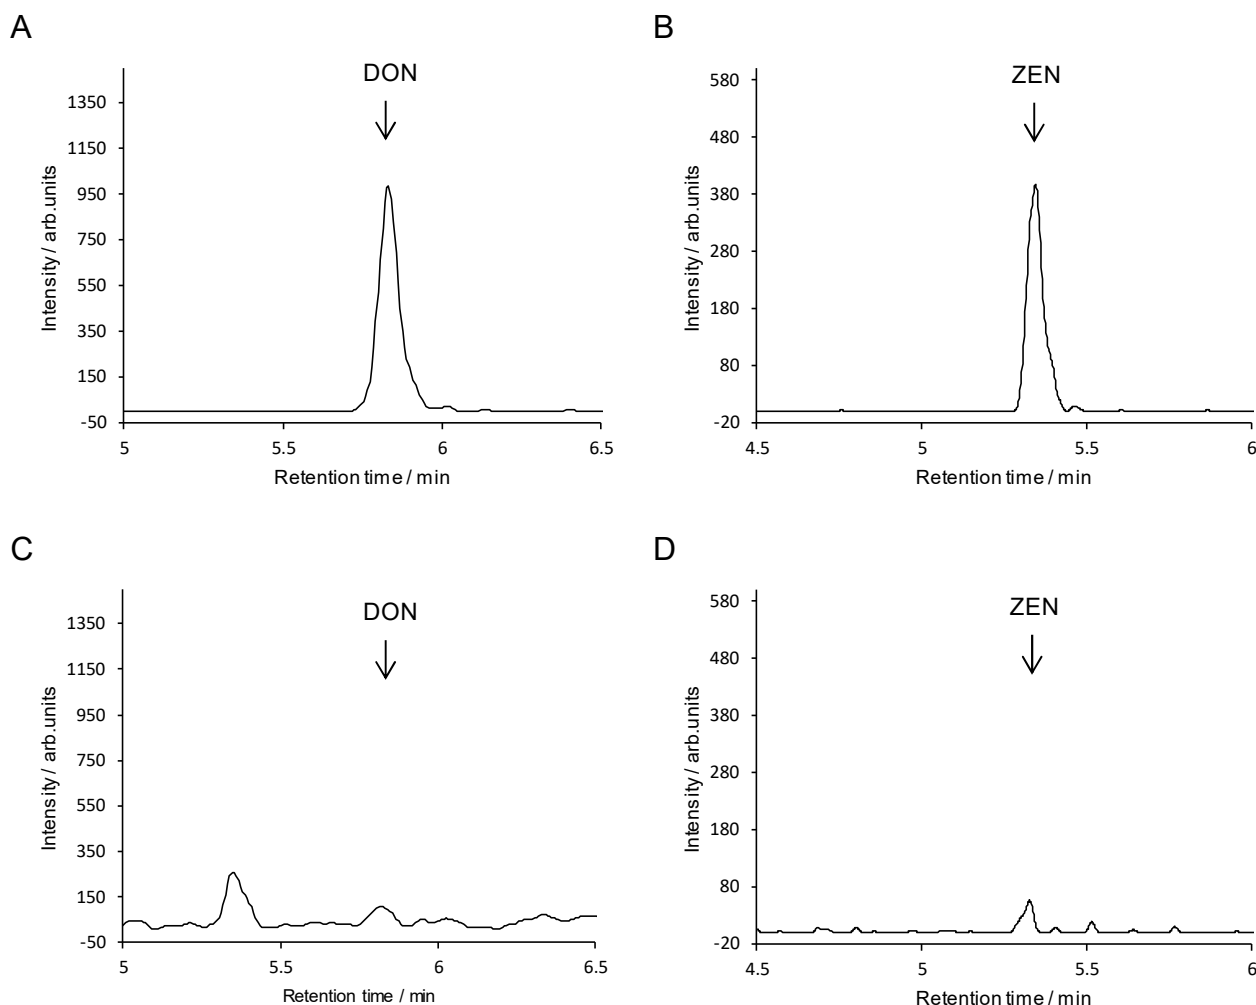 A
DON
1350
1150
950
750
550
350
150
-50
Intensity / arb.units
5 5.5 6 6.5
Retention time / min
B
ZEN
580
480
380
280
180
80
-20
Intensity / arb.units
4.5 5 5.5 6
Retention time / min
C
DON
1350
1150
950
750
550
350
150
-50
Intensity / arb.units
5 5.5 6 6.5
Retention time / min
D
ZEN
580
480
380
280
180
80
-20
Intensity / arb.units
4.5 5 5.5 6
Retention time / min